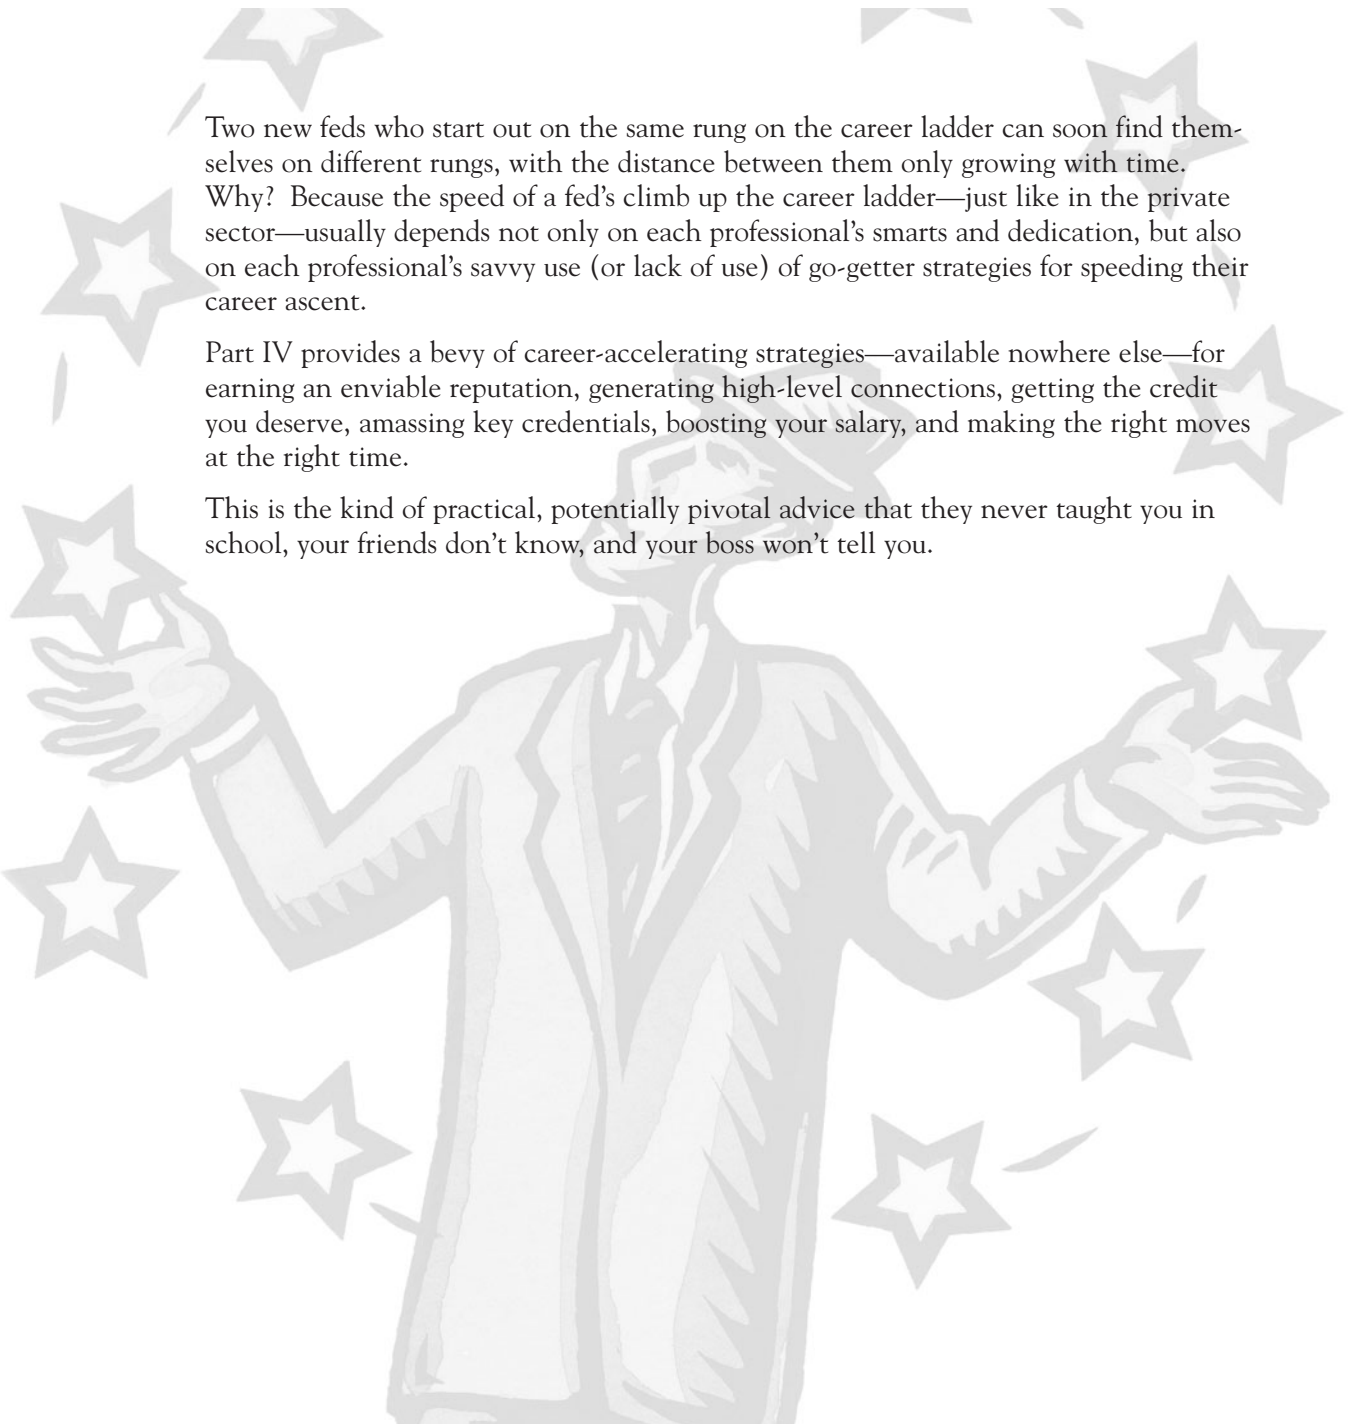 Two new feds who start out on the same rung on the career ladder can soon find them-
selves on different rungs, with the distance between them only growing with time.
Why?  Because the speed of a fed’s climb up the career ladder—just like in the private
sector—usually depends not only on each professional’s smarts and dedication, but also
on each professional’s savvy use (or lack of use) of go-getter strategies for speeding their
career ascent.
Part IV provides a bevy of career-accelerating strategies—available nowhere else—for
earning an enviable reputation, generating high-level connections, getting the credit
you deserve, amassing key credentials, boosting your salary, and making the right moves
at the right time.
This is the kind of practical, potentially pivotal advice that they never taught you in
school, your friends don’t know, and your boss won’t tell you.